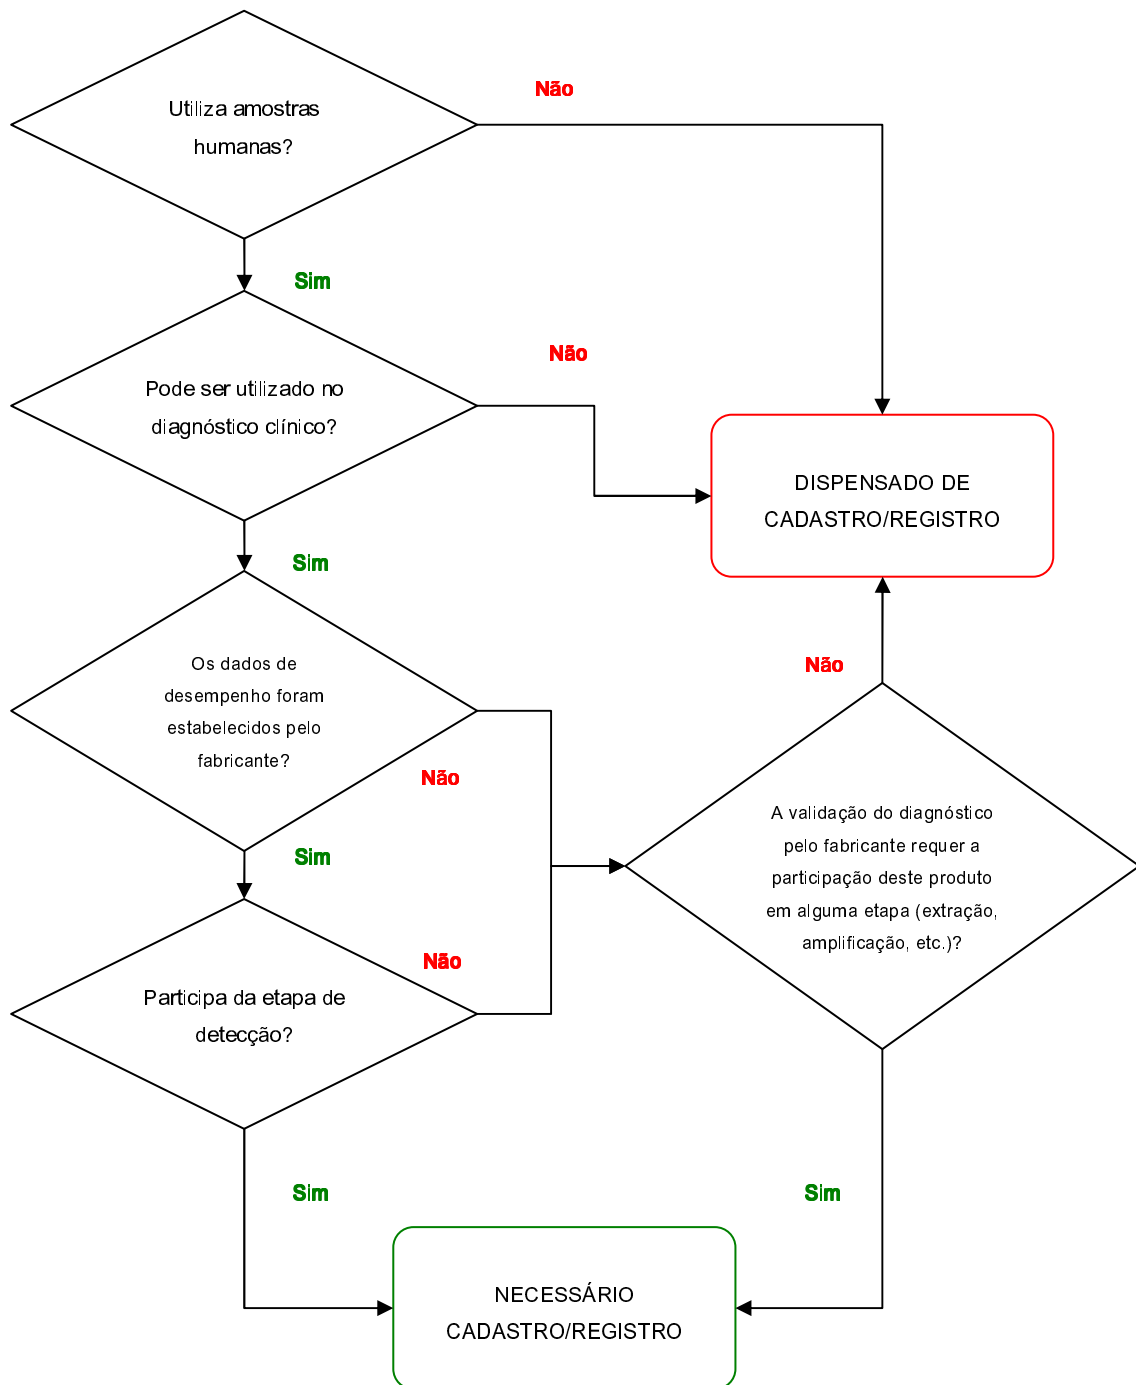 Não
Utiliza amostras
humanas?
Sim
Não
Pode ser utilizado no
diagnóstico clínico?
DISPENSADO DE
CADASTRO/REGISTRO
Sim
Os dados de
desempenho foram
estabelecidos pelo
fabricante?
Não
Não
Sim
A validação do diagnóstico
pelo fabricante requer a
participação deste produto
em alguma etapa (extração,
amplificação, etc.)?
Não
Participa da etapa de
detecção?
Sim
Sim
NECESSÁRIO
CADASTRO/REGISTRO